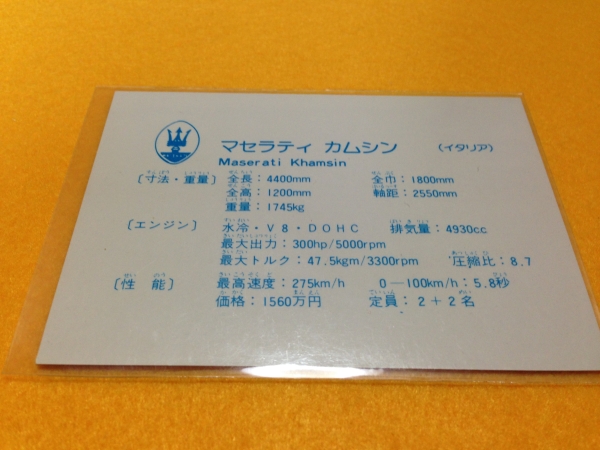 マセラティ カムシン 〈イタリア〉
Maserati Khamsin
〔寸法・重量〕 全長：4400mm 全巾：1800mm
全高：1200mm 軸距：2550mm
重量：1745kg
〔エンジン〕 水冷・V8・DOHC 排気量：4930cc
最大出力：300hp/5000rpm
最大トルク：47.5kgm/3300rpm 圧縮比：8.7
〔性能〕 最高速度：275km/h 0―100km/h：5.8秒
価格：1560万円 定員：2+2名